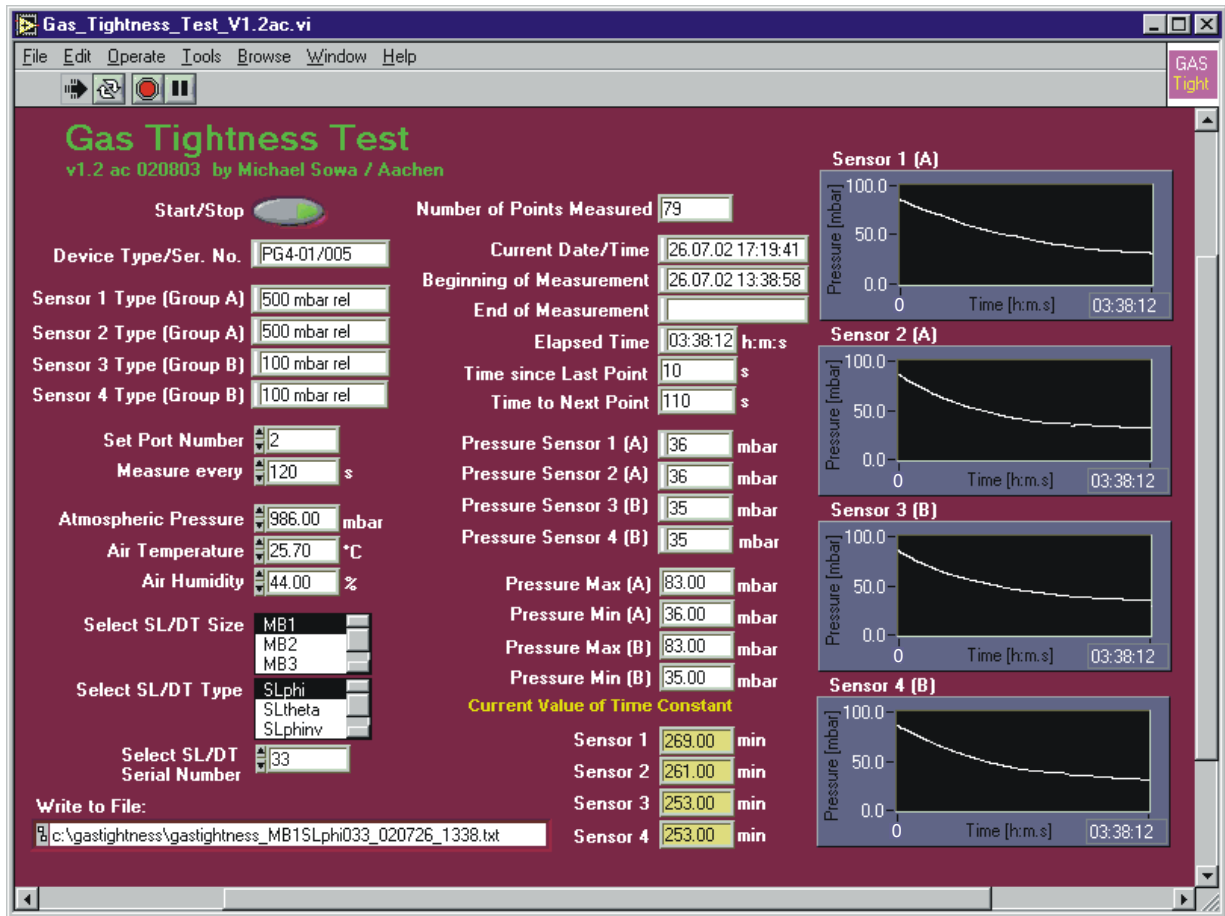 Gas_Tightness_Test_V1.2ac.vi
File Edit Operate Tools Browse Window Help
GAS
Tight
Gas Tightness Test
v1.2 ac 020803 by Michael Sowa / Aachen
Start/Stop
Device Type/Ser. No. PG4-01/005
Sensor 1 Type (Group A) 500 mbar rel
Sensor 2 Type (Group A) 500 mbar rel
Sensor 3 Type (Group B) 100 mbar rel
Sensor 4 Type (Group B) 100 mbar rel
Set Port Number 2
Measure every 120 s
Atmospheric Pressure 986.00 mbar
Air Temperature 25.70 °C
Air Humidity 44.00 %
Select SL/DT Size MB1
MB2
MB3
Select SL/DT Type SLphi
SLtheta
SLphinv
Select SL/DT
Serial Number 33
Write to File:
c:\gastightness\gastightness_MB1SLphi033_020726_1338.txt
Number of Points Measured 79
Current Date/Time 26.07.02 17:19:41
Beginning of Measurement 26.07.02 13:38:58
End of Measurement
Elapsed Time 03:38:12 h:m:s
Time since Last Point 10 s
Time to Next Point 110 s
Pressure Sensor 1 (A) 36 mbar
Pressure Sensor 2 (A) 36 mbar
Pressure Sensor 3 (B) 35 mbar
Pressure Sensor 4 (B) 35 mbar
Pressure Max (A) 83.00 mbar
Pressure Min (A) 36.00 mbar
Pressure Max (B) 83.00 mbar
Pressure Min (B) 35.00 mbar
Current Value of Time Constant
Sensor 1 269.00 min
Sensor 2 261.00 min
Sensor 3 253.00 min
Sensor 4 253.00 min
Sensor 1 (A)
Pressure [mbar]
100.0
50.0
0.0
0 Time [h:m.s] 03:38:12
Sensor 2 (A)
Pressure [mbar]
100.0
50.0
0.0
0 Time [h:m.s] 03:38:12
Sensor 3 (B)
Pressure [mbar]
100.0
50.0
0.0
0 Time [h:m.s] 03:38:12
Sensor 4 (B)
Pressure [mbar]
100.0
50.0
0.0
0 Time [h:m.s] 03:38:12